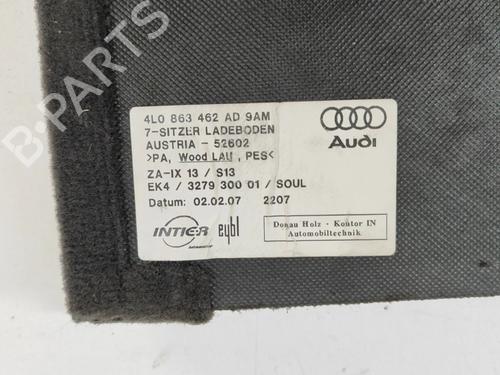 4L0 863 462 AD 9AM
7-SITZER LADEBODEN
AUSTRIA - 52602
>PA, Wood LAU, PES<
ZA-IX 13 / S13
EK4 / 3279 300 01 / SOUL
Datum: 02.02.07 2207
Audi
INTIER
eybl
Donau Holz - Kontor IN
Automobiltechnik
B-PARTS